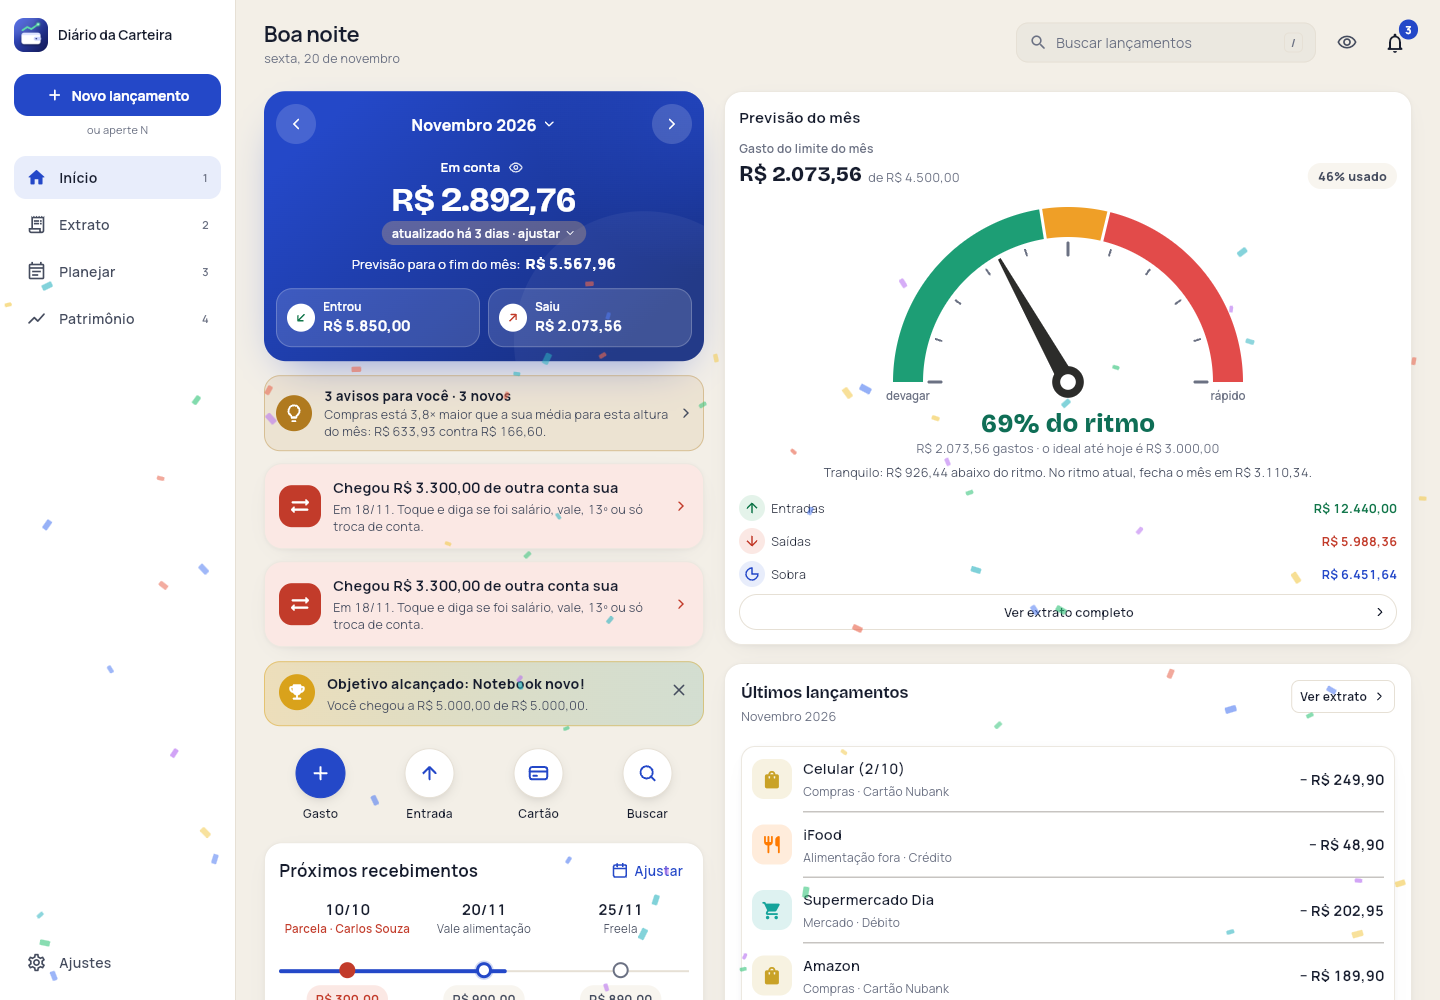 Diário da Carteira
Novo lançamento
ou aperte N
Início 1
Extrato 2
Planejar 3
Patrimônio 4
Ajustes
Boa noite
sexta, 20 de novembro
Buscar lançamentos /
3
Novembro 2026
Em conta
R$ 2.892,76
atualizado há 3 dias · ajustar
Previsão para o fim do mês: R$ 5.567,96
Entrou
R$ 5.850,00
Saiu
R$ 2.073,56
3 avisos para você · 3 novos
Compras está 3,8× maior que a sua média para esta altura
do mês: R$ 633,93 contra R$ 166,60.
Chegou R$ 3.300,00 de outra conta sua
Em 18/11. Toque e diga se foi salário, vale, 13º ou só
troca de conta.
Chegou R$ 3.300,00 de outra conta sua
Em 18/11. Toque e diga se foi salário, vale, 13º ou só
troca de conta.
Objetivo alcançado: Notebook novo!
Você chegou a R$ 5.000,00 de R$ 5.000,00.
Gasto
Entrada
Cartão
Buscar
Próximos recebimentos
Ajustar
10/10
Parcela · Carlos Souza
20/11
Vale alimentação
25/11
Freela
R$ 300,00
R$ 900,00
R$ 890,00
Previsão do mês
Gasto do limite do mês
R$ 2.073,56 de R$ 4.500,00
46% usado
devagar
rápido
69% do ritmo
R$ 2.073,56 gastos · o ideal até hoje é R$ 3.000,00
Tranquilo: R$ 926,44 abaixo do ritmo. No ritmo atual, fecha o mês em R$ 3.110,34.
Entradas R$ 12.440,00
Saídas R$ 5.988,36
Sobra R$ 6.451,64
Ver extrato completo
Últimos lançamentos
Novembro 2026
Ver extrato
Celular (2/10)
Compras · Cartão Nubank
− R$ 249,90
iFood
Alimentação fora · Crédito
− R$ 48,90
Supermercado Dia
Mercado · Débito
− R$ 202,95
Amazon
Compras · Cartão Nubank
− R$ 189,90